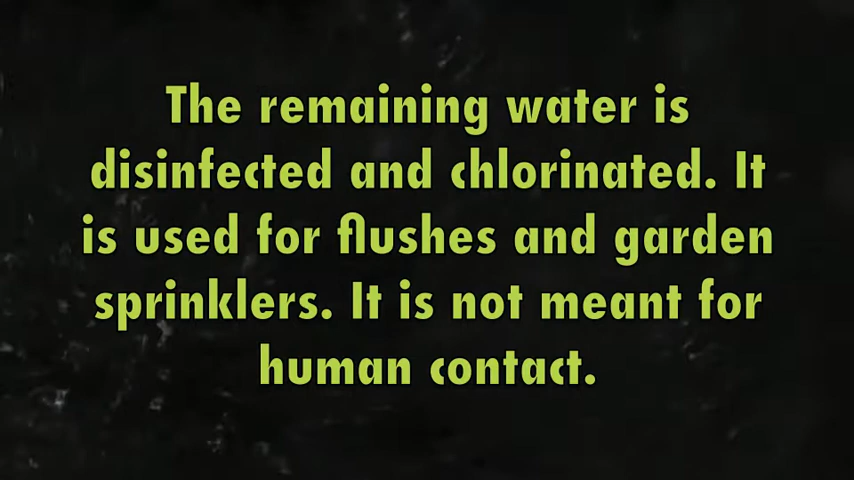 The remaining water is
disinfected and chlorinated. It
is used for flushes and garden
sprinklers. It is not meant for
human contact.